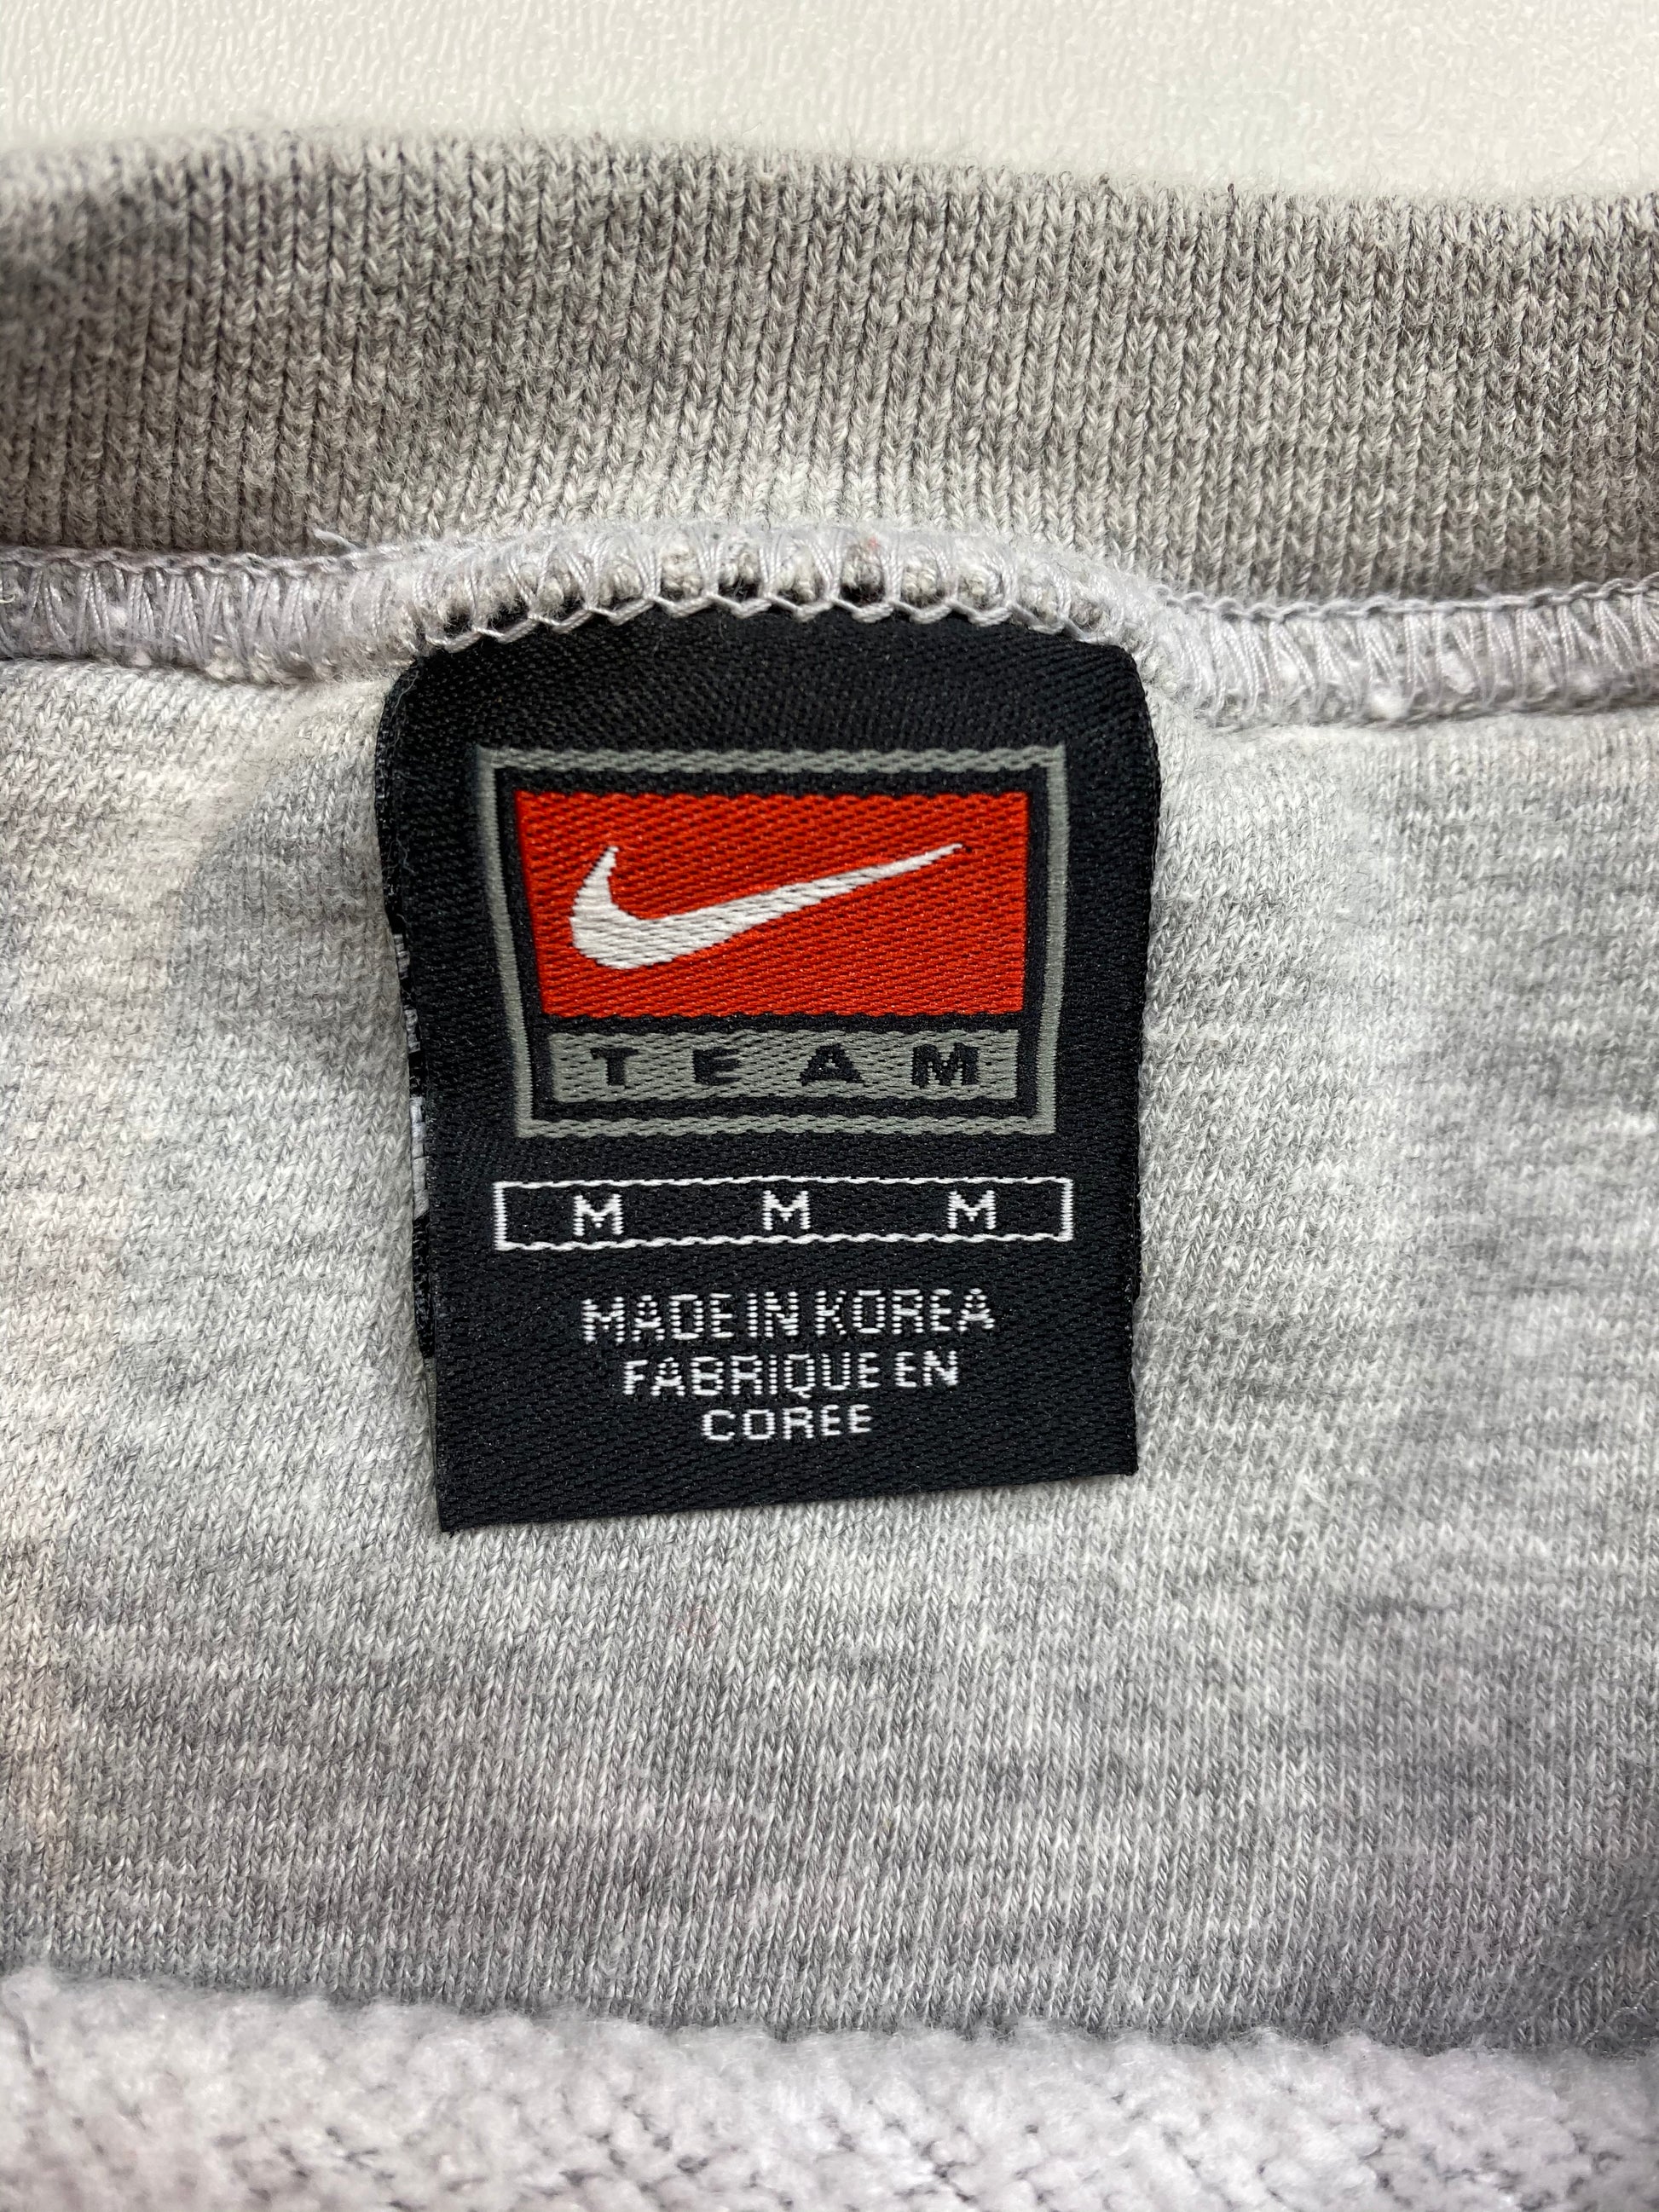 TEAM
M M M
MADE IN KOREA
FABRIQUE EN
COREE